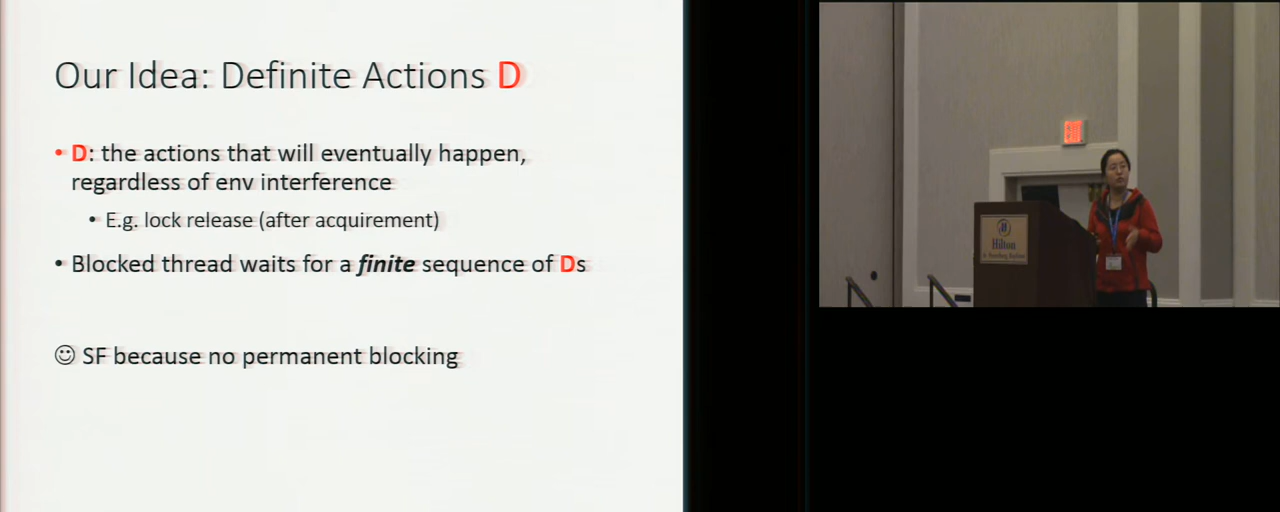 Our Idea: Definite Actions D
• D: the actions that will eventually happen,
regardless of env interference
• E.g. lock release (after acquirement)
• Blocked thread waits for a finite sequence of Ds
☺ SF because no permanent blocking
Hilton